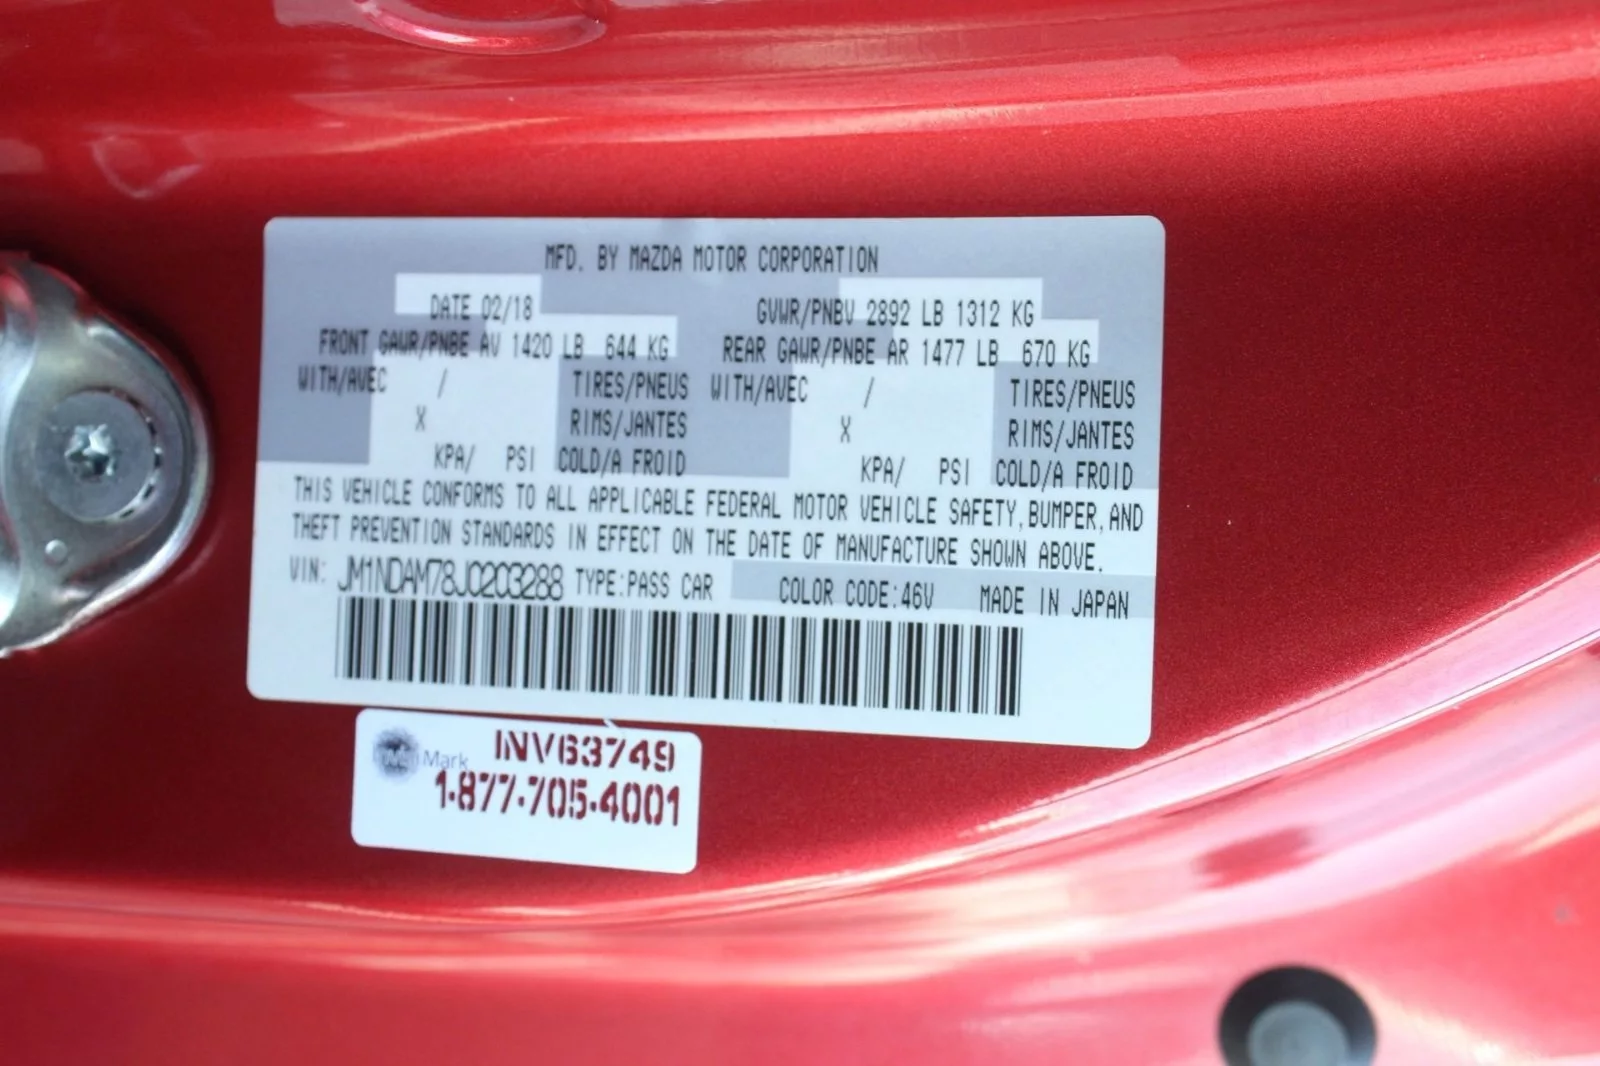 MFD. BY MAZDA MOTOR CORPORATION
DATE 02/18 GVWR/PNBV 2892 LB 1312 KG
FRONT GAWR/PNBE AV 1420 LB 644 KG REAR GAWR/PNBE AR 1477 LB 670 KG
WITH/AVEC / TIRES/PNEUS WITH/AVEC / TIRES/PNEUS
X RIMS/JANTES X RIMS/JANTES
KPA/ PSI COLD/A FROID KPA/ PSI COLD/A FROID
THIS VEHICLE CONFORMS TO ALL APPLICABLE FEDERAL MOTOR VEHICLE SAFETY, BUMPER, AND
THEFT PREVENTION STANDARDS IN EFFECT ON THE DATE OF MANUFACTURE SHOWN ABOVE.
VIN: JM1NDAM78J0203288 TYPE:PASS CAR COLOR CODE:46V MADE IN JAPAN
Mark INV63749
1-877-705-4001